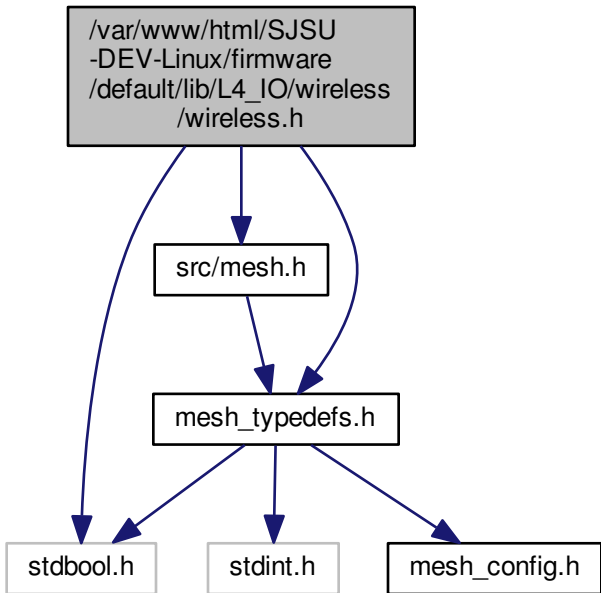 /var/www/html/SJSU
-DEV-Linux/firmware
/default/lib/L4_IO/wireless
/wireless.h
src/mesh.h
mesh_typedefs.h
stdbool.h
stdint.h
mesh_config.h